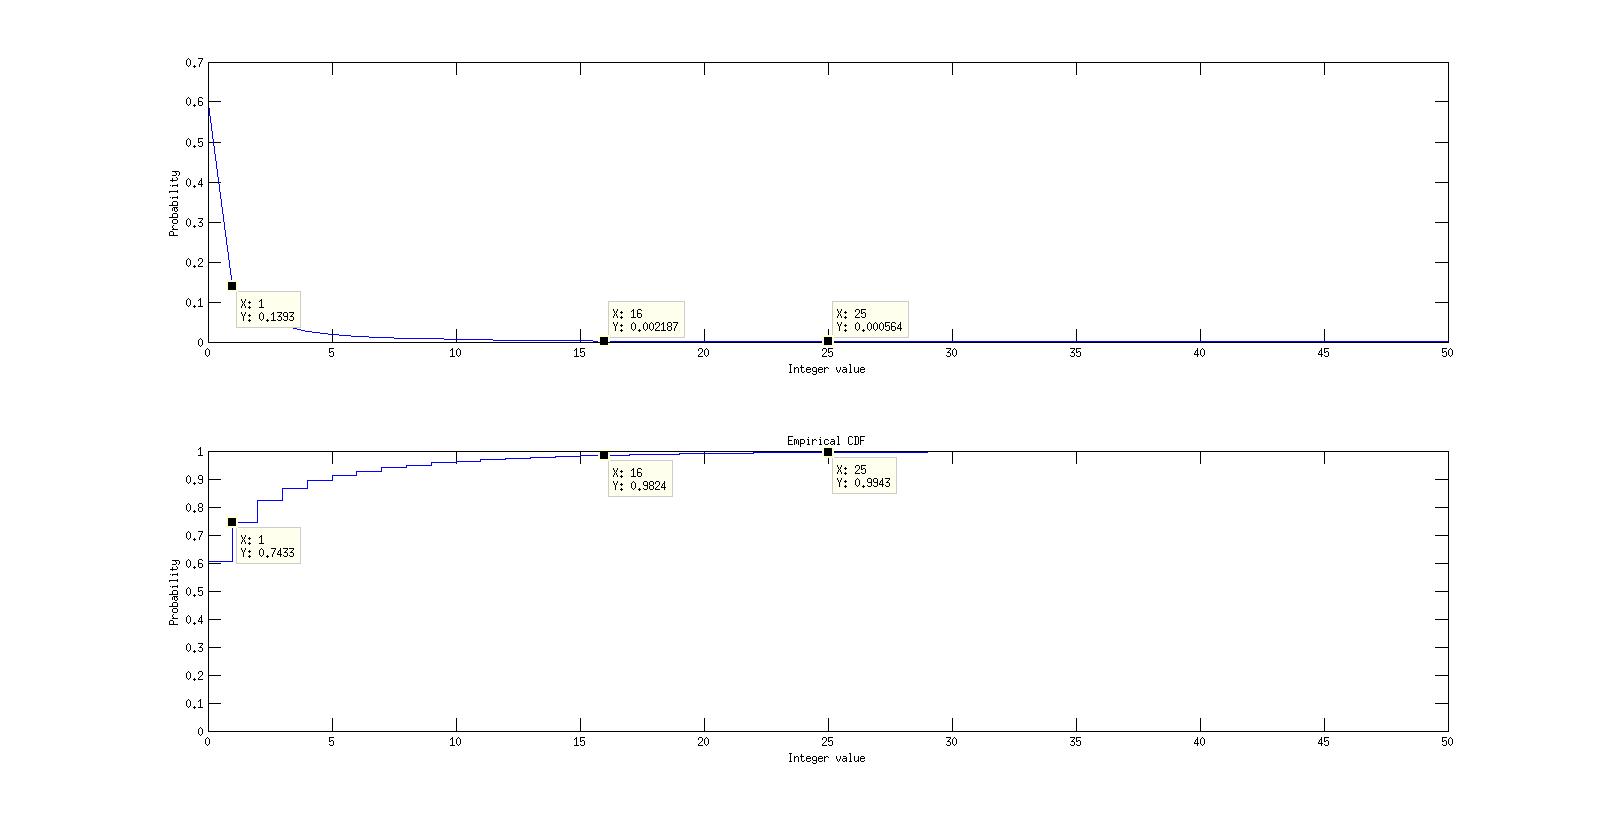 0.7
0.6
0.5
0.4
0.3
0.2
0.1
0
Probability
X: 1
Y: 0.1393
X: 16
Y: 0.002187
X: 25
Y: 0.000564
0 5 10 15 20 25 30 35 40 45 50
Integer value
Empirical CDF
1
0.9
0.8
0.7
0.6
0.5
0.4
0.3
0.2
0.1
0
Probability
X: 1
Y: 0.7433
X: 16
Y: 0.9824
X: 25
Y: 0.9943
0 5 10 15 20 25 30 35 40 45 50
Integer value